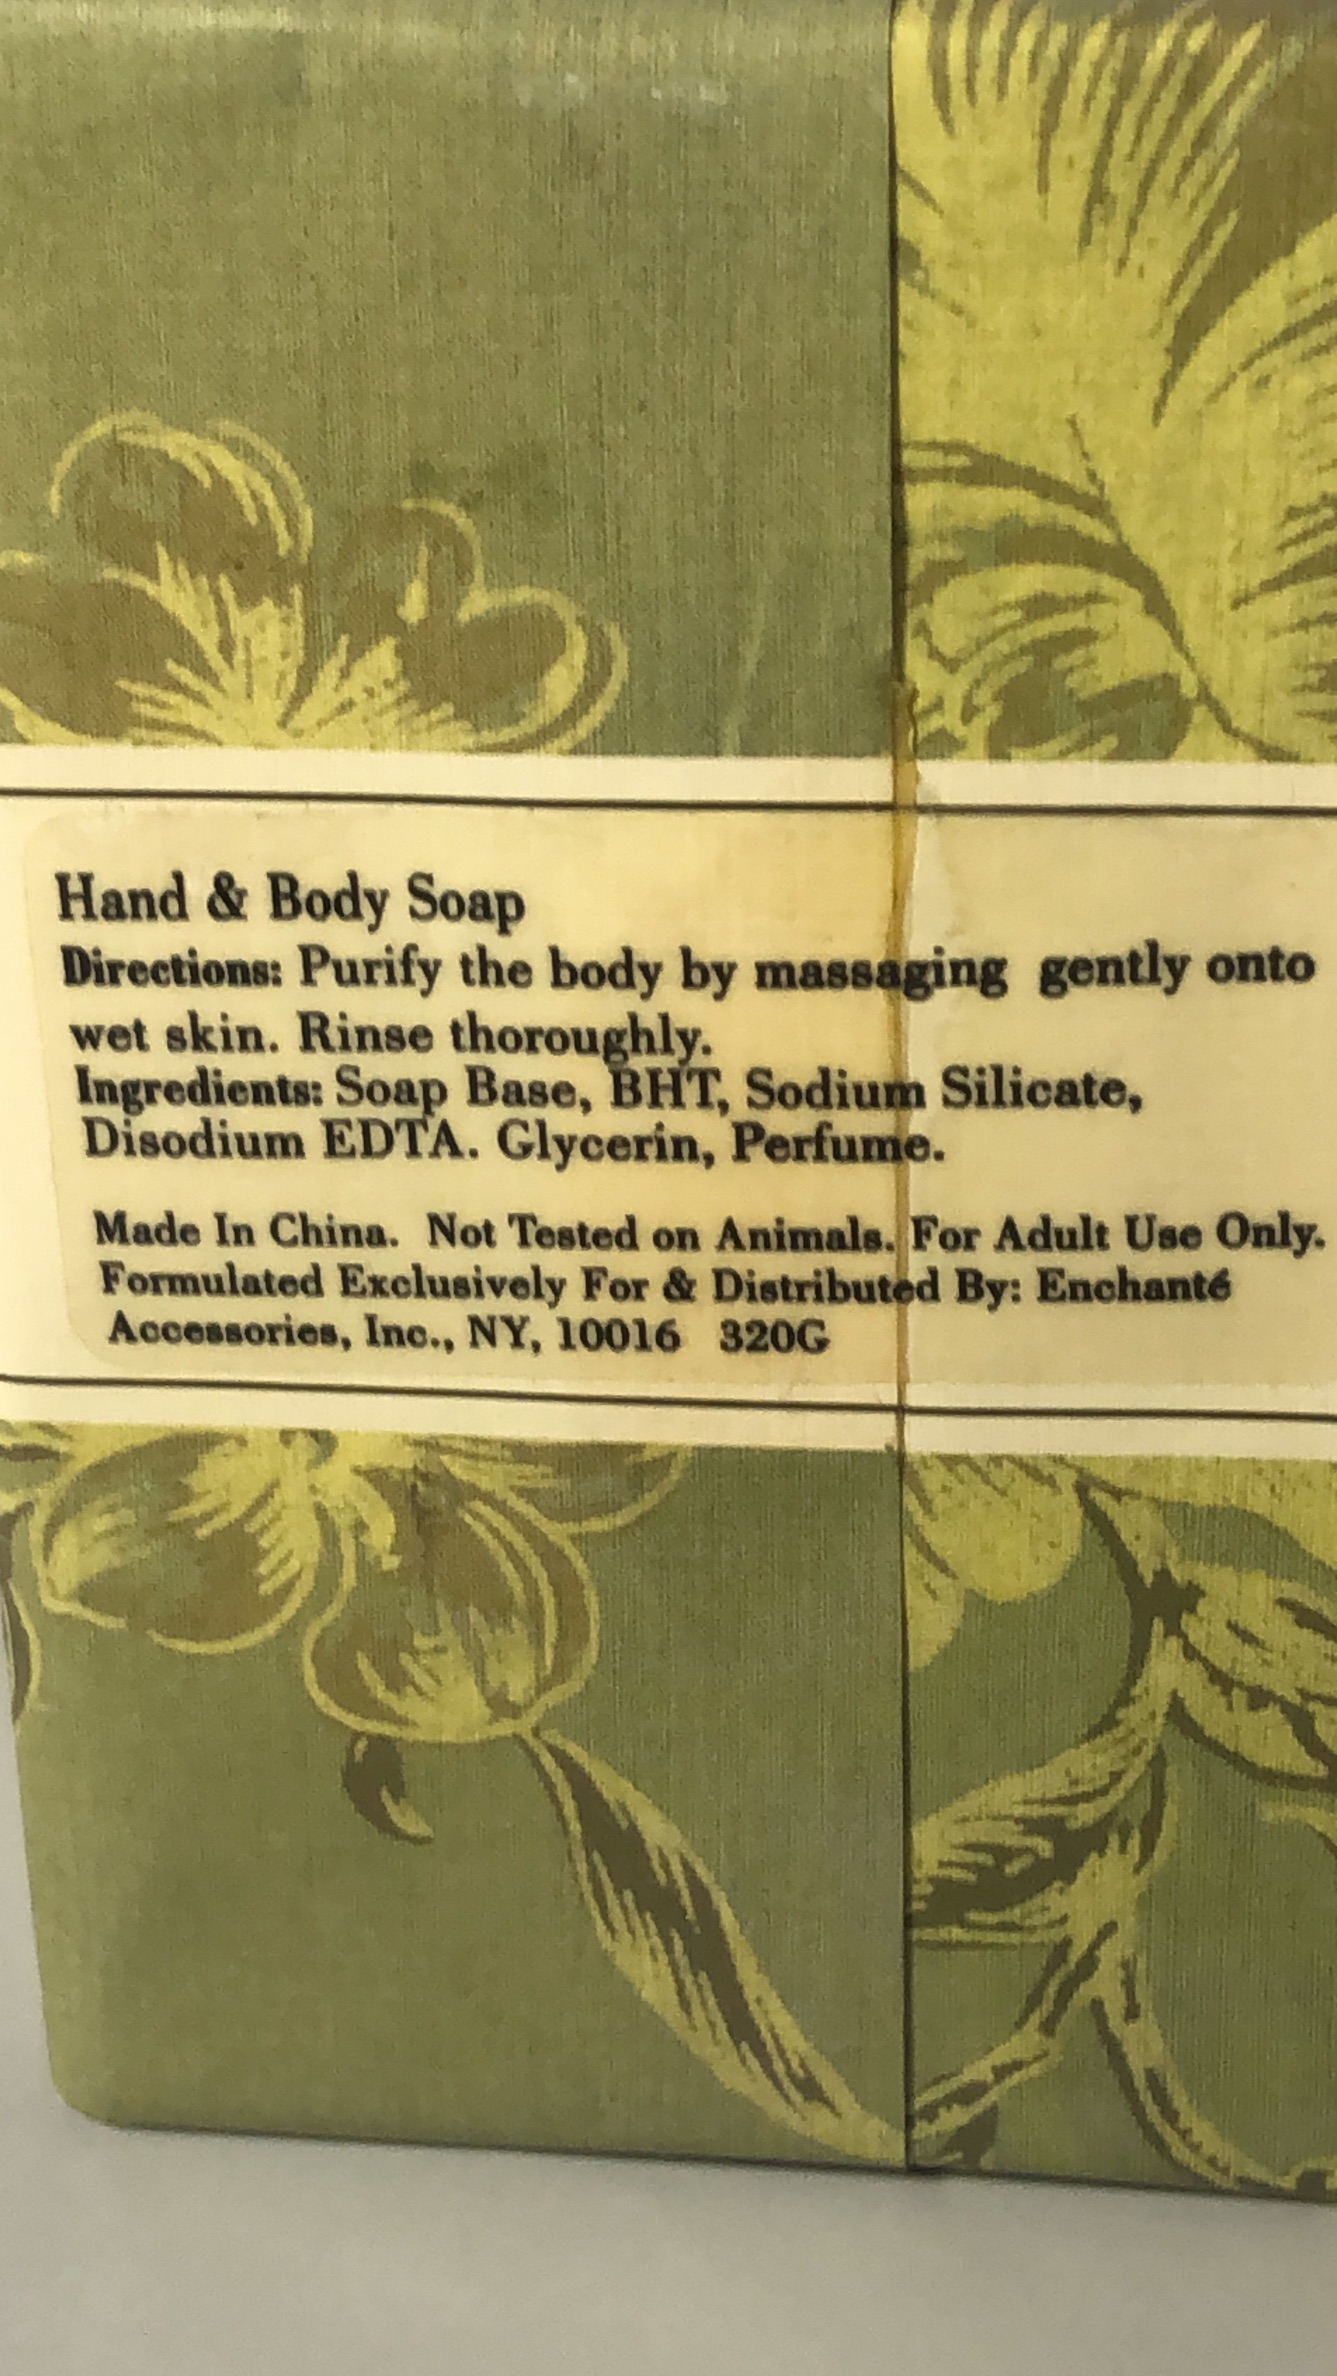 Hand & Body Soap
Directions: Purify the body by massaging gently onto
wet skin. Rinse thoroughly.
Ingredients: Soap Base, BHT, Sodium Silicate,
Disodium EDTA. Glycerin, Perfume.
Made In China. Not Tested on Animals. For Adult Use Only.
Formulated Exclusively For & Distributed By: Enchanté
Accessories, Inc., NY, 10016 320G